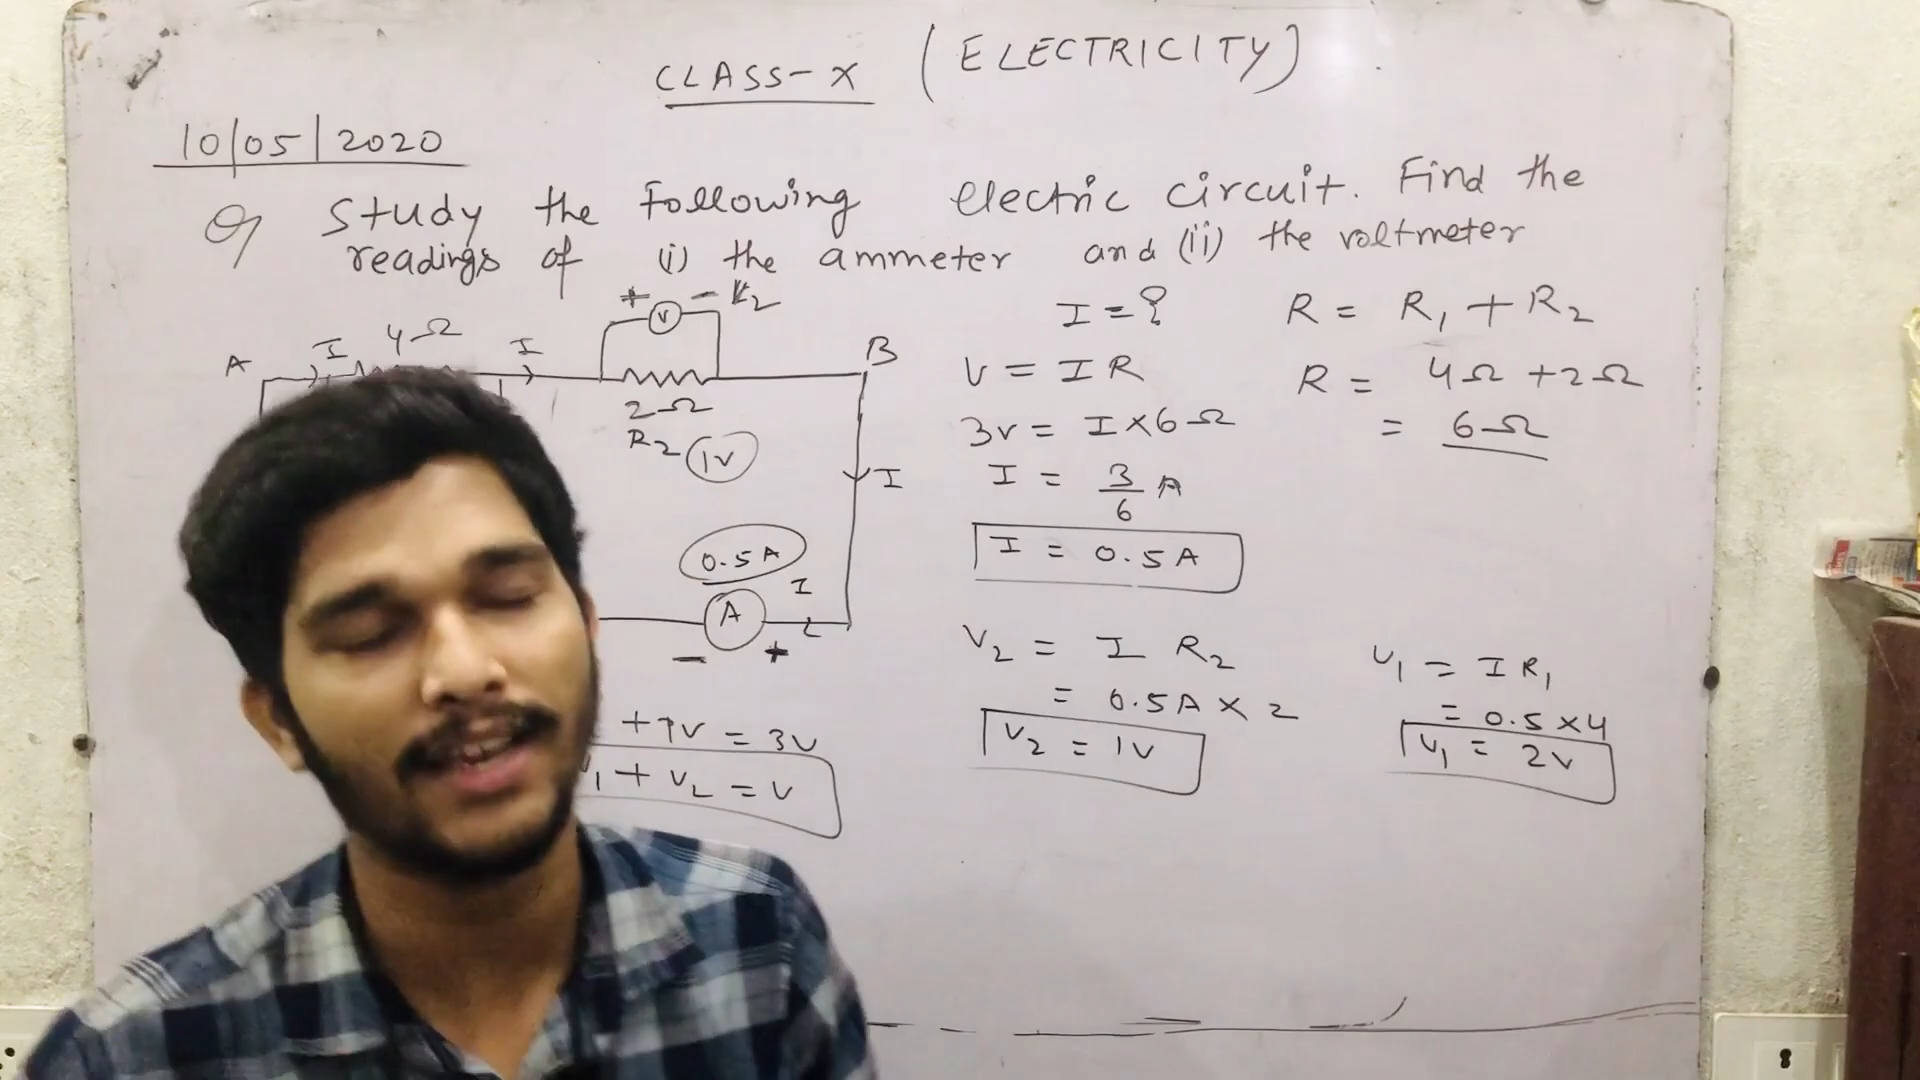 CLASS-X (ELECTRICITY)
10/05/2020
Q Study the following electric circuit. Find the
readings of (i) the ammeter and (ii) the voltmeter
+ V - V2
A I 4Ω I B
2Ω
R2 1V
I
0.5A
I
A
- +
+1V = 3V
1 + V2 = V
I = ?
V = IR
3V = I×6Ω
I = 3/6 A
I = 0.5A
R = R1 + R2
R = 4Ω + 2Ω
= 6Ω
V2 = I R2
= 0.5A × 2
V2 = 1V
V1 = I R1
= 0.5×4
V1 = 2V